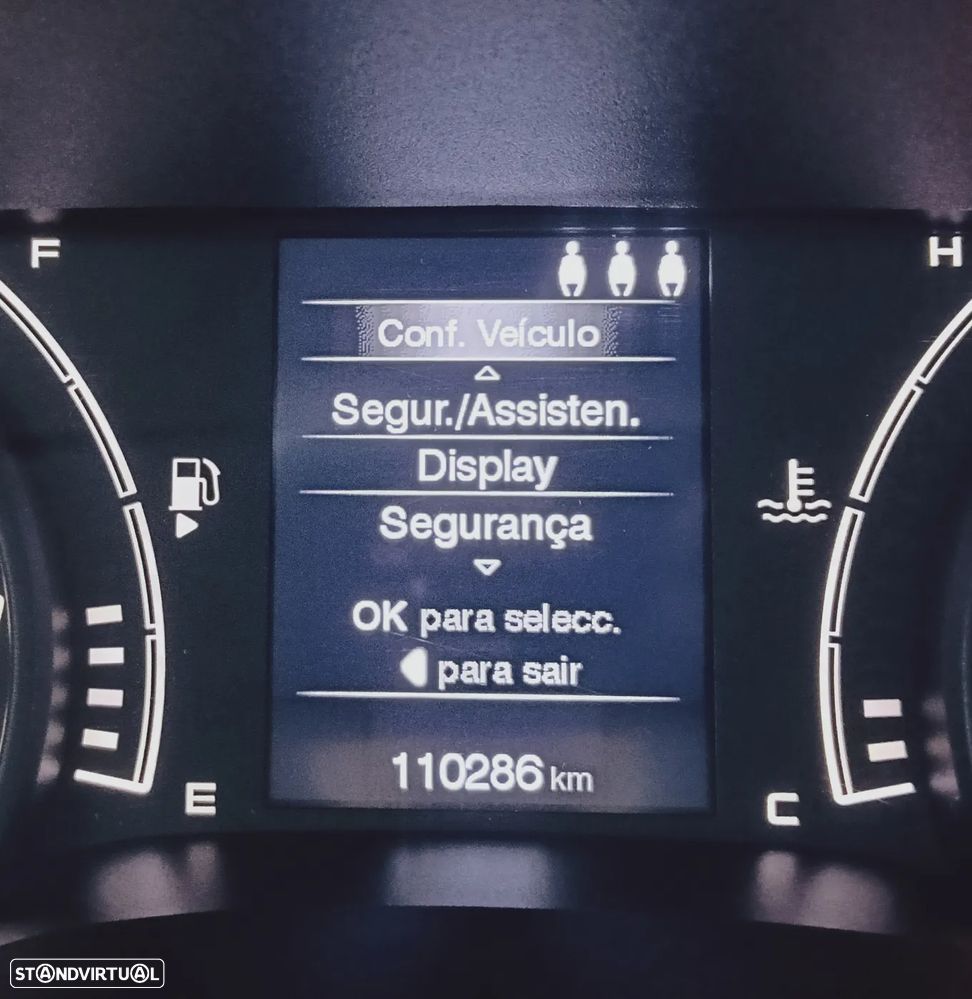 F
H
Conf. Veículo
Segur./Assisten.
Display
Segurança
OK para selecc.
para sair
110286 km
E
C
STANDVIRTUAL